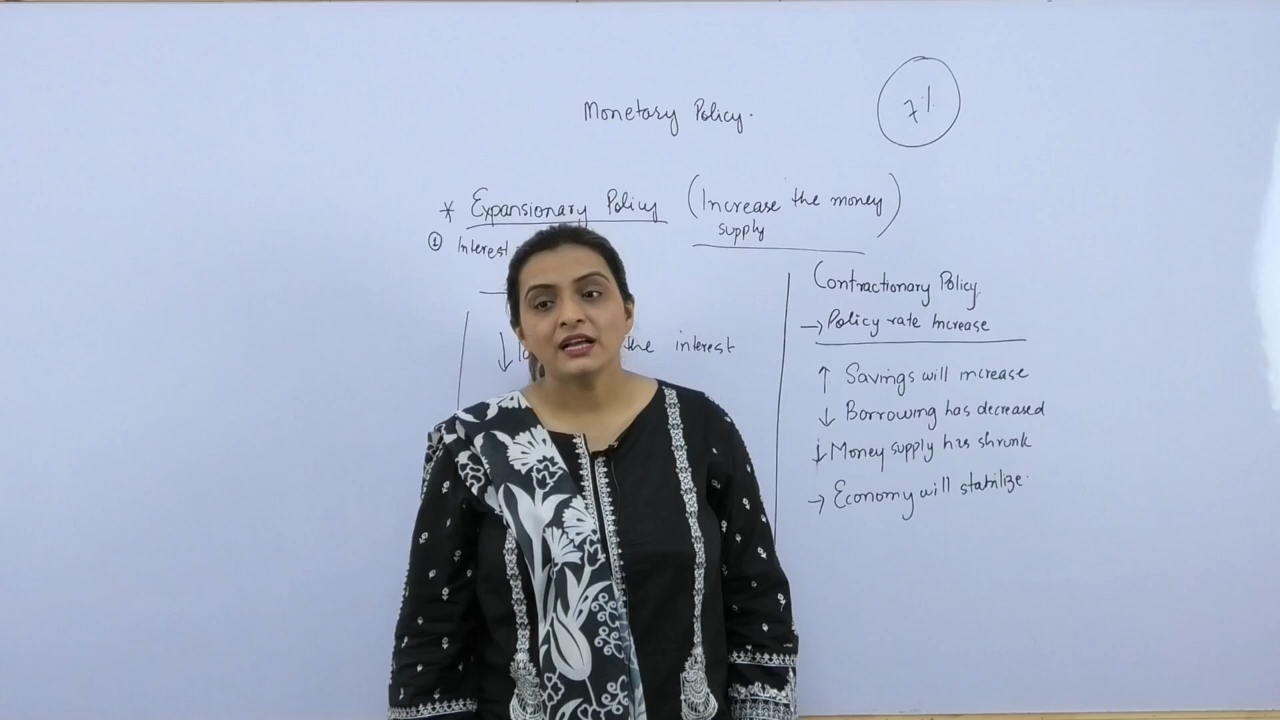 Monetary Policy.
7%
* Expansionary Policy (Increase the money
supply)
① Interest
↓ the interest
Contractionary Policy.
→ Policy rate increase
↑ Savings will increase
↓ Borrowing has decreased
↓ Money supply has shrunk
→ Economy will stabilize.